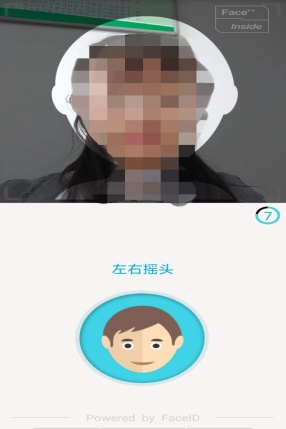 Face++
Inside
7
左右摇头
Powered by FaceID